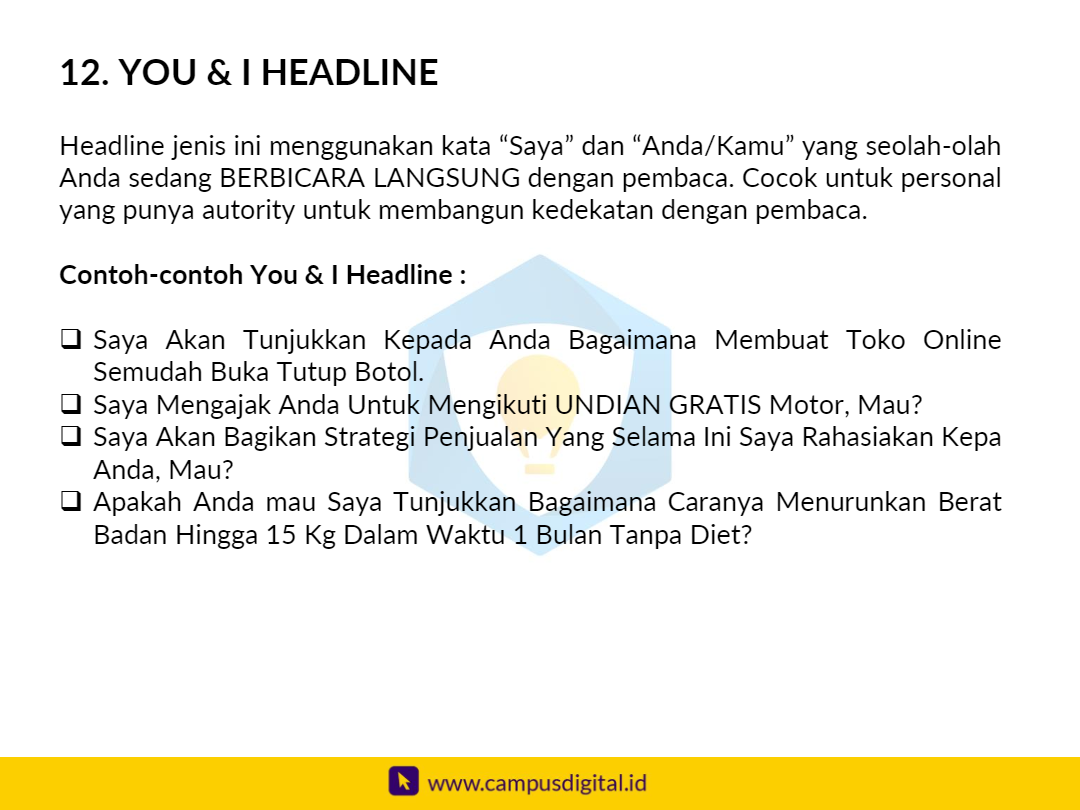 12. YOU & I HEADLINE
Headline jenis ini menggunakan kata “Saya” dan “Anda/Kamu” yang seolah-olah
Anda sedang BERBICARA LANGSUNG dengan pembaca. Cocok untuk personal
yang punya autority untuk membangun kedekatan dengan pembaca.
Contoh-contoh You & I Headline :
❑ Saya Akan Tunjukkan Kepada Anda Bagaimana Membuat Toko Online
Semudah Buka Tutup Botol.
❑ Saya Mengajak Anda Untuk Mengikuti UNDIAN GRATIS Motor, Mau?
❑ Saya Akan Bagikan Strategi Penjualan Yang Selama Ini Saya Rahasiakan Kepa
Anda, Mau?
❑ Apakah Anda mau Saya Tunjukkan Bagaimana Caranya Menurunkan Berat
Badan Hingga 15 Kg Dalam Waktu 1 Bulan Tanpa Diet?
www.campusdigital.id